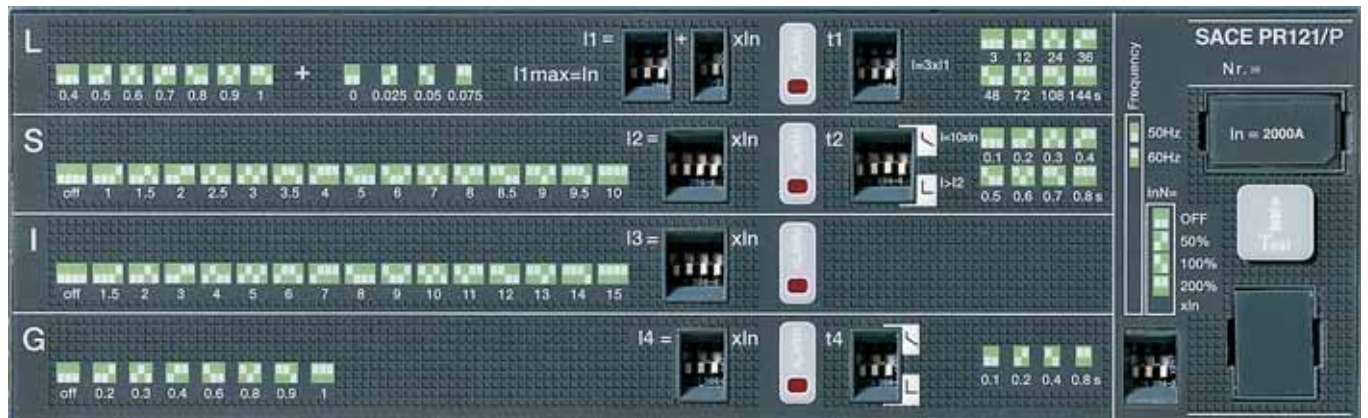 L
I1 =
+
xIn
t1
I1max=In
I=3xI1
+
0.4 0.5 0.6 0.7 0.8 0.9 1
0 0.025 0.05 0.075
3 12 24 36
48 72 108 144 s
S
I2=
xIn
t2
I=10xIn
I>I2
off 1 1.5 2 2.5 3 3.5 4 5 6 7 8 8.5 9 9.5 10
0.1 0.2 0.3 0.4
0.5 0.6 0.7 0.8 s
I
I3 =
xIn
off 1.5 2 3 4 5 6 7 8 9 10 11 12 13 14 15
G
I4 =
xIn
t4
off 0.2 0.3 0.4 0.6 0.8 0.9 1
0.1 0.2 0.4 0.8 s
Frequency
50Hz
60Hz
InN=
OFF
50%
100%
200%
xIn
SACE PR121/P
Nr. =
In = 2000A
Test